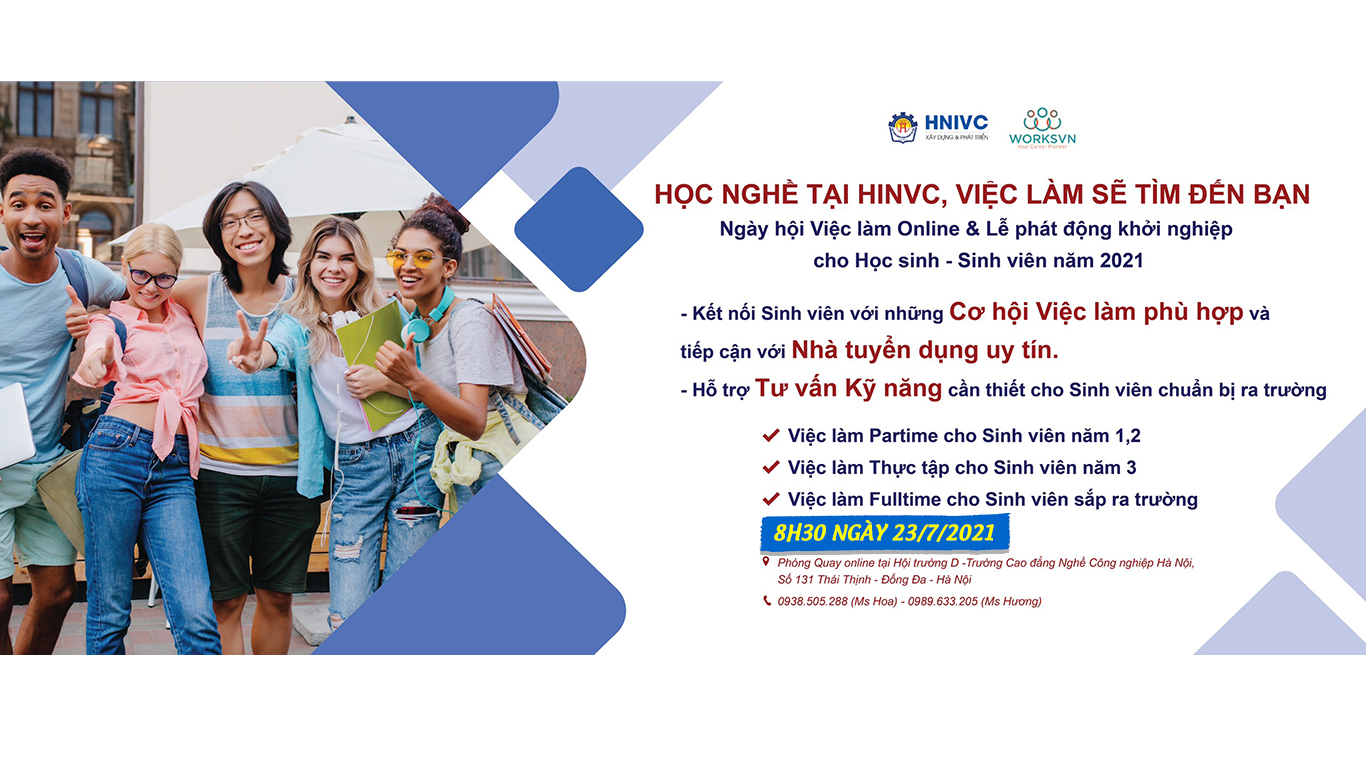 HNIVC
XÂY DỰNG & PHÁT TRIỂN
WORKSVN
Your Career Pioneer
HỌC NGHỀ TẠI HINVC, VIỆC LÀM SẼ TÌM ĐẾN BẠN
Ngày hội Việc làm Online & Lễ phát động khởi nghiệp
cho Học sinh - Sinh viên năm 2021
- Kết nối Sinh viên với những Cơ hội Việc làm phù hợp và
tiếp cận với Nhà tuyển dụng uy tín.
- Hỗ trợ Tư vấn Kỹ năng cần thiết cho Sinh viên chuẩn bị ra trường
Việc làm Partime cho Sinh viên năm 1,2
Việc làm Thực tập cho Sinh viên năm 3
Việc làm Fulltime cho Sinh viên sắp ra trường
8H30 NGÀY 23/7/2021
Phòng Quay online tại Hội trường D -Trường Cao đẳng Nghề Công nghiệp Hà Nội,
Số 131 Thái Thịnh - Đống Đa - Hà Nội
0938.505.288 (Ms Hoa) - 0989.633.205 (Ms Hương)